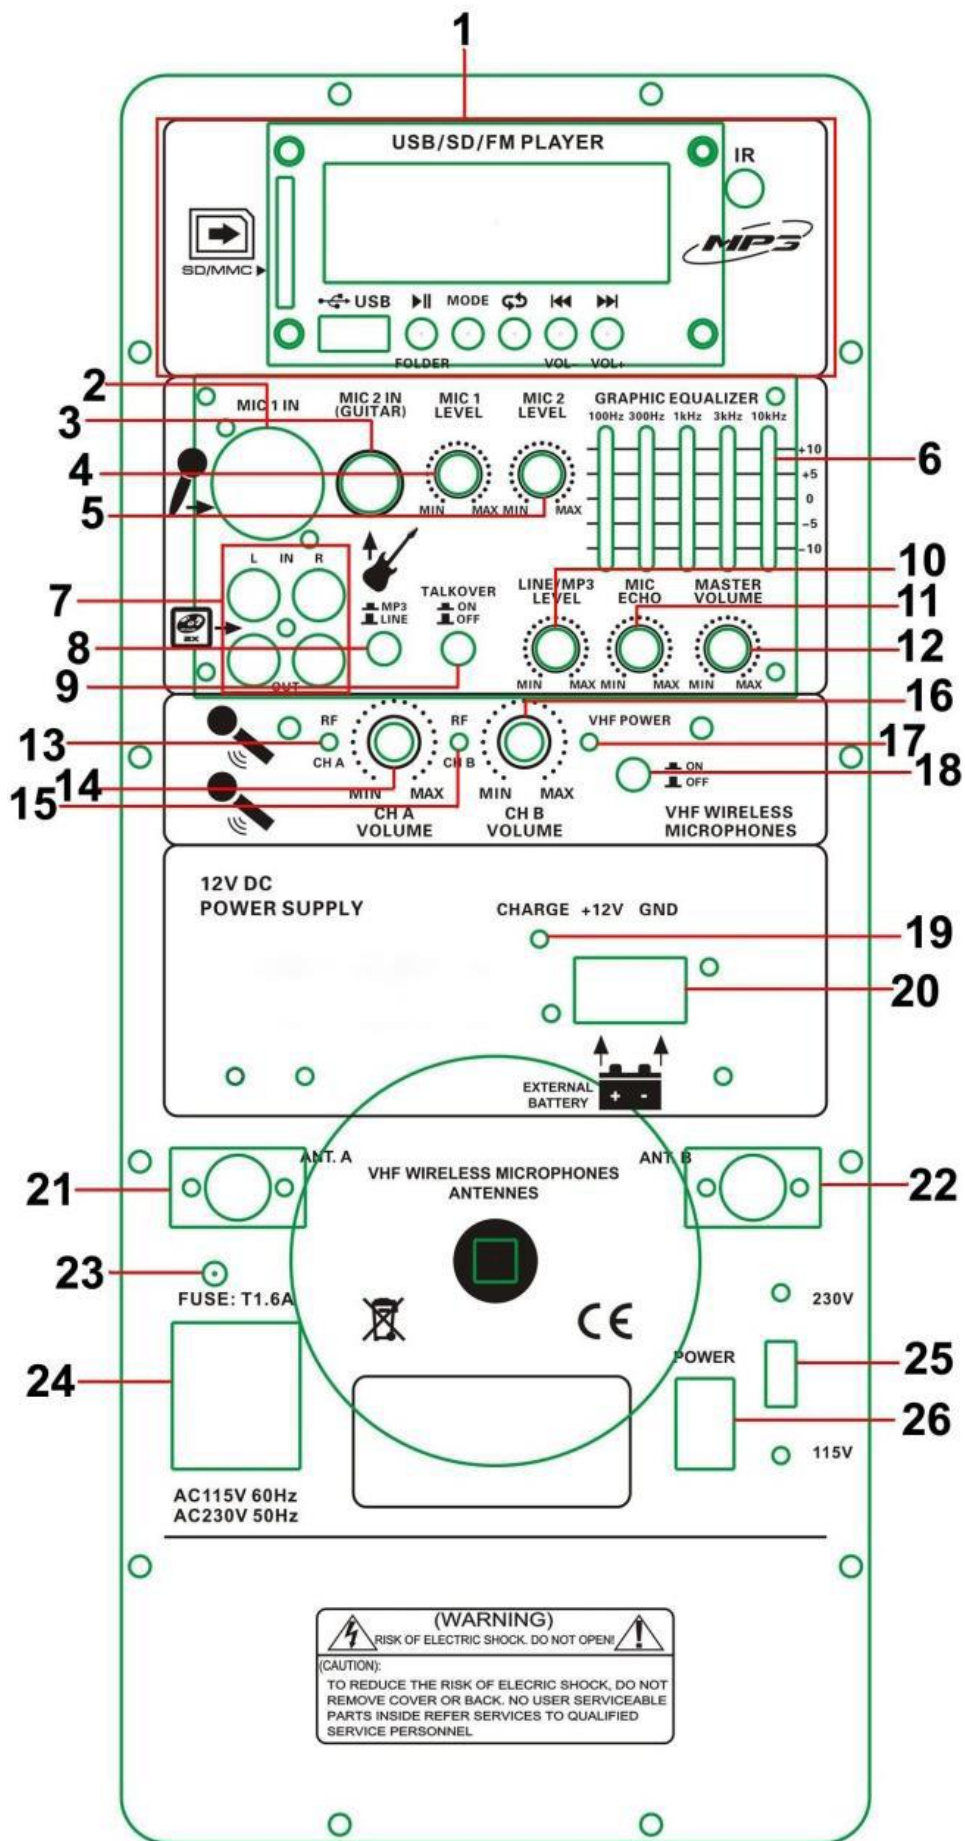 1
USB/SD/FM PLAYER
IR
SD/MMC
MP3
USB MODE
FOLDER VOL- VOL+
2
3
4
5
MIC 1 IN
MIC 2 IN
(GUITAR)
MIC 1
LEVEL
MIC 2
LEVEL
MIN MAX MIN MAX
GRAPHIC EQUALIZER
100Hz 300Hz 1kHz 3kHz 10kHz
+10
+5
0
-5
-10
6
7
8
9
L IN R
OUT
MP3
LINE
TALKOVER
ON
OFF
LINE/MP3
LEVEL
MIC
ECHO
MASTER
VOLUME
MIN MAX MIN MAX MIN MAX
10
11
12
13
14
15
RF
CH A
RF
CH B
MIN MAX MIN MAX
CH A
VOLUME
CH B
VOLUME
VHF POWER
ON
OFF
VHF WIRELESS
MICROPHONES
16
17
18
12V DC
POWER SUPPLY
CHARGE +12V GND
19
20
EXTERNAL
BATTERY
+ -
21
ANT. A
VHF WIRELESS MICROPHONES
ANTENNES
ANT. B
22
23
FUSE: T1.6A
CE
230V
24
POWER
25
26
115V
AC115V 60Hz
AC230V 50Hz
(WARNING)
RISK OF ELECTRIC SHOCK. DO NOT OPEN!
(CAUTION):
TO REDUCE THE RISK OF ELECRIC SHOCK, DO NOT
REMOVE COVER OR BACK. NO USER SERVICEABLE
PARTS INSIDE REFER SERVICES TO QUALIFIED
SERVICE PERSONNEL